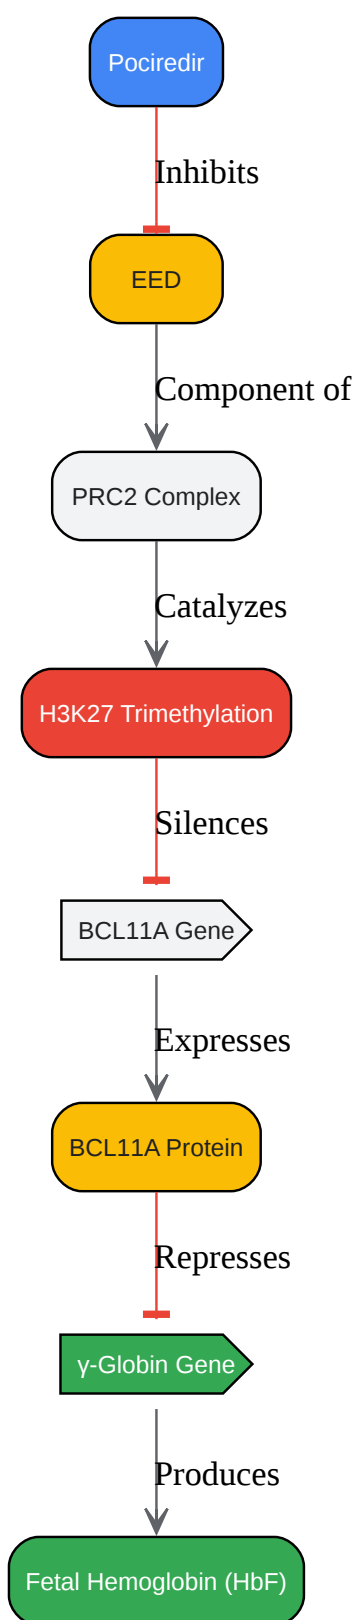 Pociredir
Inhibits
EED
Component of
PRC2 Complex
Catalyzes
H3K27 Trimethylation
Silences
BCL11A Gene
Expresses
BCL11A Protein
Represses
γ-Globin Gene
Produces
Fetal Hemoglobin (HbF)